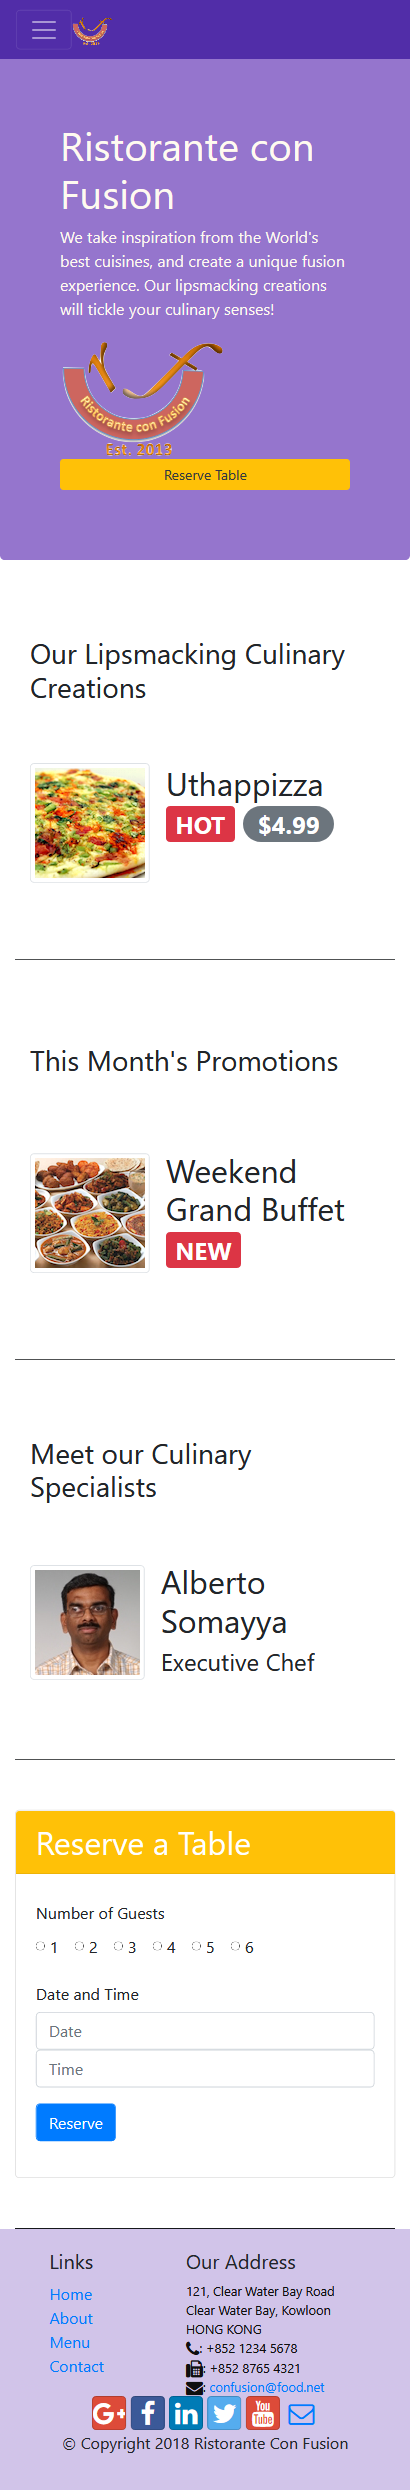 Ristorante con
Fusion
We take inspiration from the World's
best cuisines, and create a unique fusion
experience. Our lipsmacking creations
will tickle your culinary senses!
Ristorante con Fusion
Est. 2013
Reserve Table
Our Lipsmacking Culinary
Creations
Uthappizza
HOT $4.99
This Month's Promotions
Weekend
Grand Buffet
NEW
Meet our Culinary
Specialists
Alberto
Somayya
Executive Chef
Reserve a Table
Number of Guests
1 2 3 4 5 6
Date and Time
Date
Time
Reserve
Links
Home
About
Menu
Contact
Our Address
121, Clear Water Bay Road
Clear Water Bay, Kowloon
HONG KONG
: +852 1234 5678
: +852 8765 4321
: confusion@food.net
G+ f in You Tube
© Copyright 2018 Ristorante Con Fusion